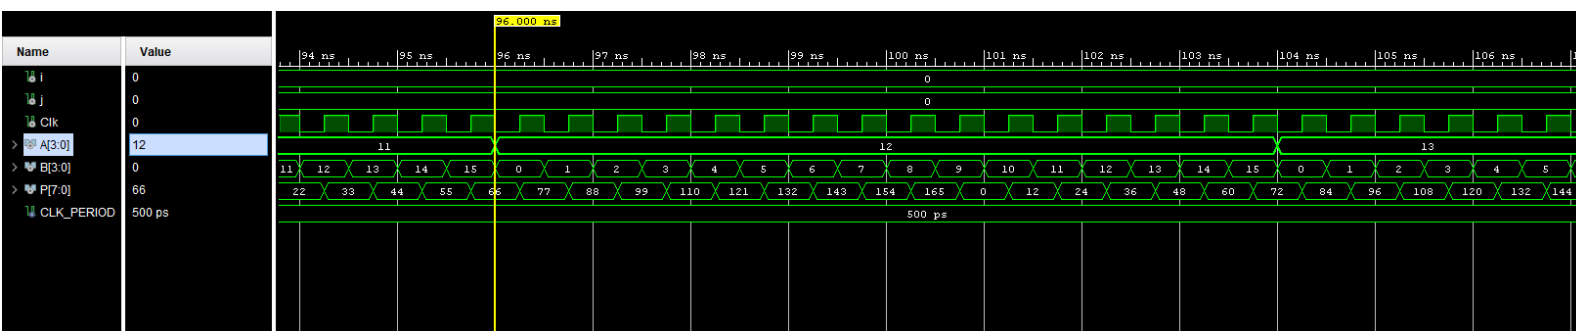 96.000 ns
Name Value 94 ns 95 ns 96 ns 97 ns 98 ns 99 ns 100 ns 101 ns 102 ns 103 ns 104 ns 105 ns 106 ns
i 0 0
j 0 0
Clk 0
A[3:0] 12 11 12 13
B[3:0] 0 11 12 13 14 15 0 1 2 3 4 5 6 7 8 9 10 11 12 13 14 15 0 1 2 3 4 5
P[7:0] 66 22 33 44 55 66 77 88 99 110 121 132 143 154 165 0 12 24 36 48 60 72 84 96 108 120 132 144
CLK_PERIOD 500 ps 500 ps